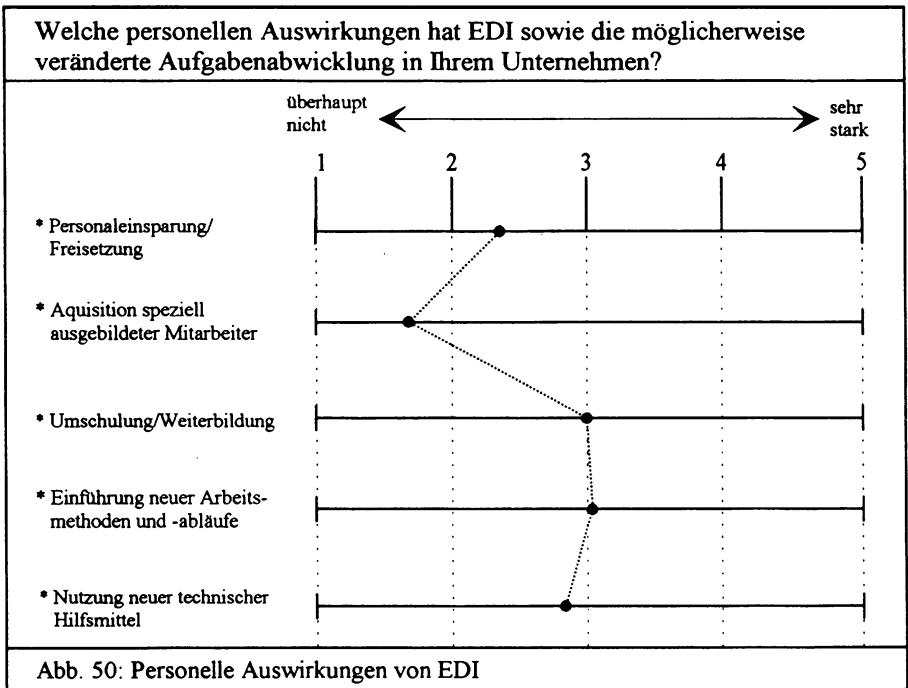 Welche personellen Auswirkungen hat EDI sowie die möglicherweise
veränderte Aufgabenabwicklung in Ihrem Unternehmen?
überhaupt
nicht
sehr
stark
1 2 3 4 5
* Personaleinsparung/
Freisetzung
* Aquisition speziell
ausgebildeter Mitarbeiter
* Umschulung/Weiterbildung
* Einführung neuer Arbeits-
methoden und -abläufe
* Nutzung neuer technischer
Hilfsmittel
Abb. 50: Personelle Auswirkungen von EDI